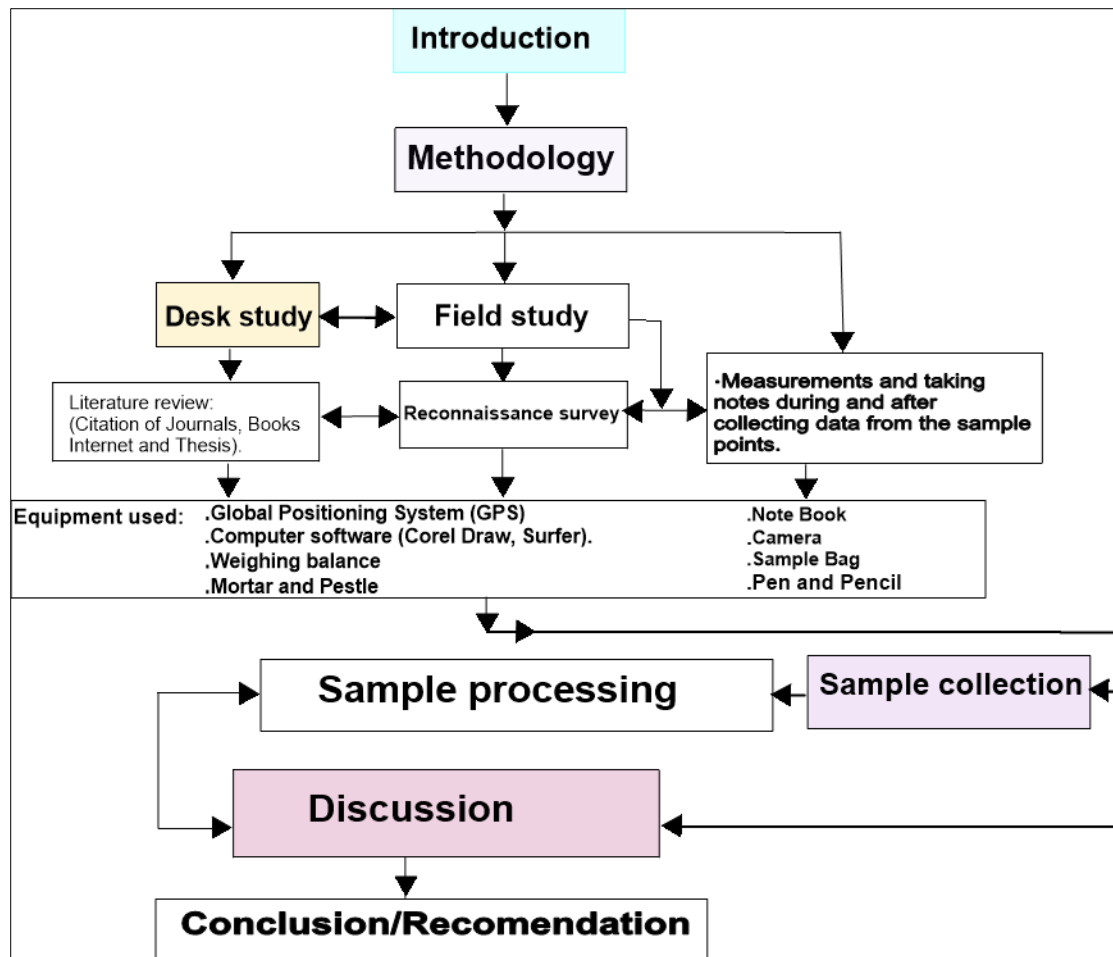 Introduction
Methodology
Desk study
Field study
Literature review:
(Citation of Journals, Books
Internet and Thesis).
Reconnaissance survey
·Measurements and taking
notes during and after
collecting data from the sample
points.
Equipment used:
.Global Positioning System (GPS)
.Computer software (Corel Draw, Surfer).
.Weighing balance
.Mortar and Pestle
.Note Book
.Camera
.Sample Bag
.Pen and Pencil
Sample processing
Sample collection
Discussion
Conclusion/Recomendation